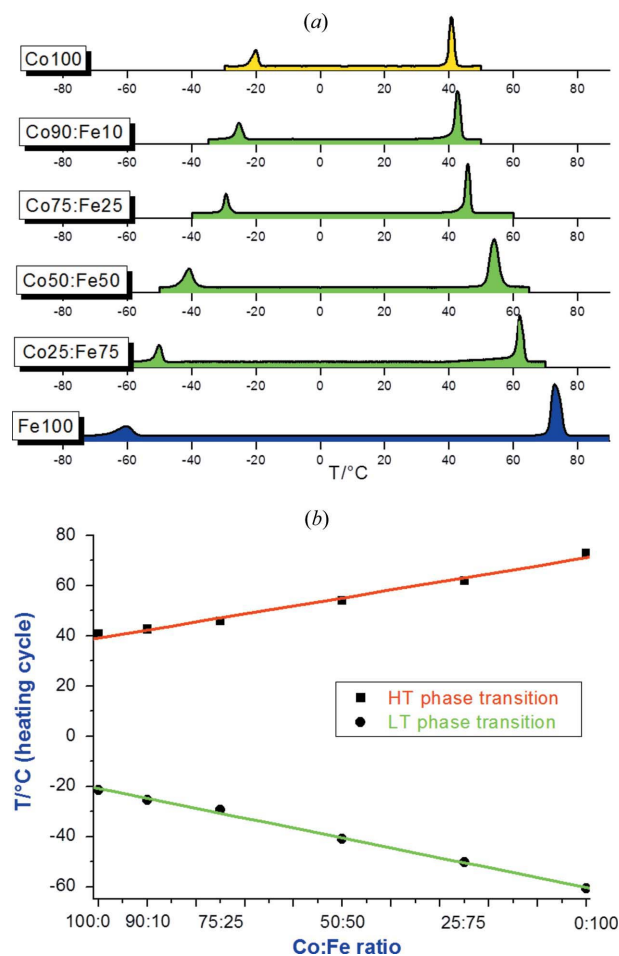 (a)
Co100
-80 -60 -40 -20 0 20 40 60 80
Co90:Fe10
-80 -60 -40 -20 0 20 40 60 80
Co75:Fe25
-80 -60 -40 -20 0 20 40 60 80
Co50:Fe50
-80 -60 -40 -20 0 20 40 60 80
Co25:Fe75
-80 -60 -40 -20 0 20 40 60 80
Fe100
-80 -60 -40 -20 0 20 40 60 80
T/°C
(b)
80
60
40
20
0
-20
-40
-60
T/°C (heating cycle)
HT phase transition
LT phase transition
100:0 90:10 75:25 50:50 25:75 0:100
Co:Fe ratio